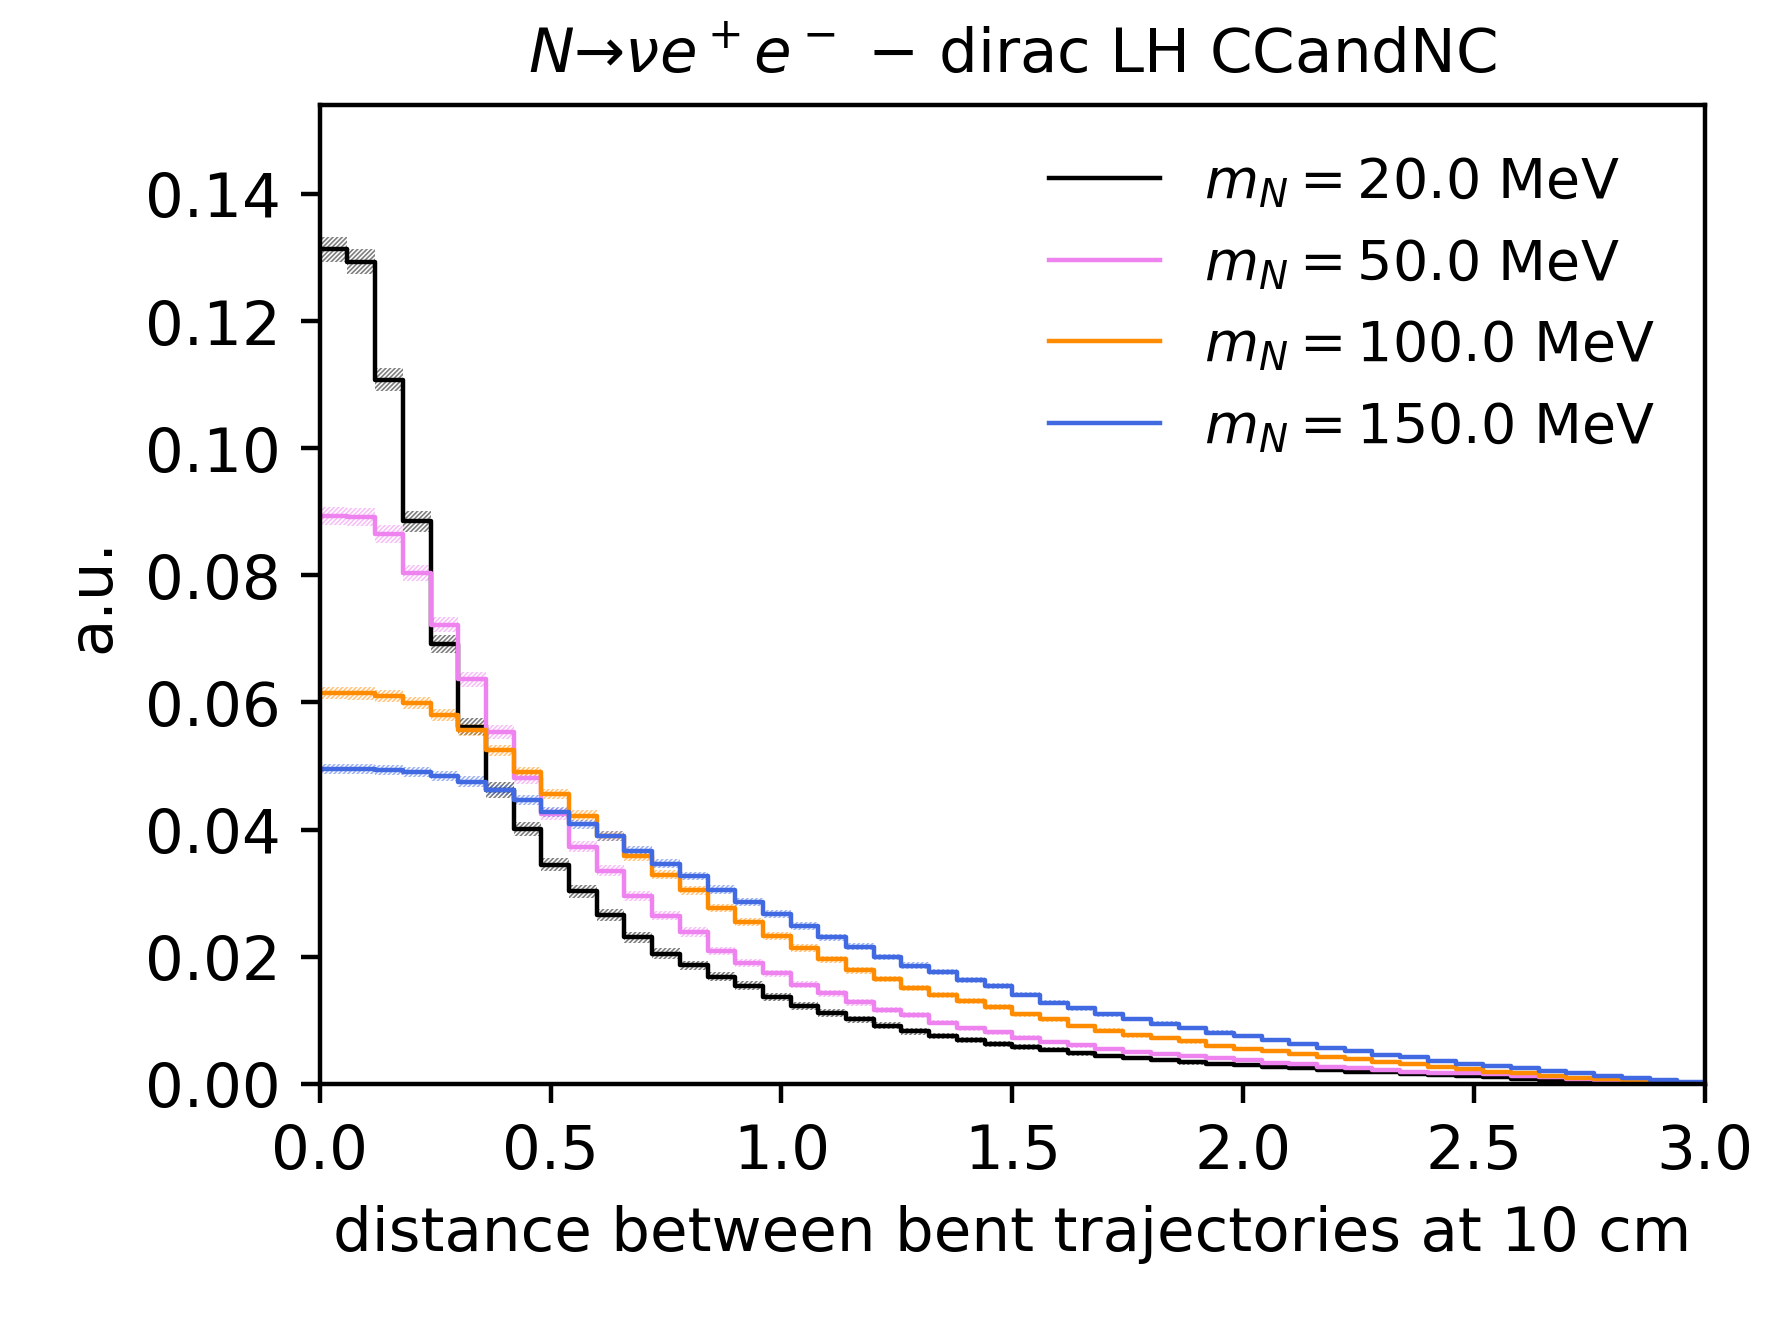 N→νe⁺e⁻ − dirac LH CCandNC
m_N = 20.0 MeV
m_N = 50.0 MeV
m_N = 100.0 MeV
m_N = 150.0 MeV
a.u.
0.14
0.12
0.10
0.08
0.06
0.04
0.02
0.00
0.0 0.5 1.0 1.5 2.0 2.5 3.0
distance between bent trajectories at 10 cm